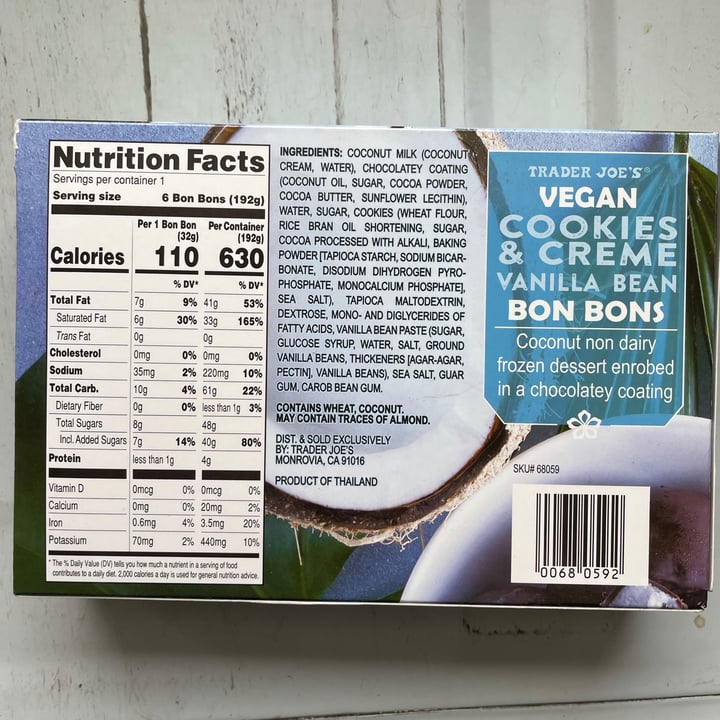 Nutrition Facts
Servings per container 1
Serving size 6 Bon Bons (192g)
Per 1 Bon Bon (32g) Per Container (192g)
Calories 110 630
% DV* % DV*
Total Fat 7g 9% 41g 53%
Saturated Fat 6g 30% 33g 165%
Trans Fat 0g 0g
Cholesterol 0mg 0% 0mg 0%
Sodium 35mg 2% 220mg 10%
Total Carb. 10g 4% 61g 22%
Dietary Fiber 0g 0% less than 1g 3%
Total Sugars 8g 48g
Incl. Added Sugars 7g 14% 40g 80%
Protein less than 1g 4g
Vitamin D 0mcg 0% 0mcg 0%
Calcium 0mg 0% 20mg 2%
Iron 0.6mg 4% 3.5mg 20%
Potassium 70mg 2% 440mg 10%
* The % Daily Value (DV) tells you how much a nutrient in a serving of food
contributes to a daily diet. 2,000 calories a day is used for general nutrition advice.
INGREDIENTS: COCONUT MILK (COCONUT
CREAM, WATER), CHOCOLATEY COATING
(COCONUT OIL, SUGAR, COCOA POWDER,
COCOA BUTTER, SUNFLOWER LECITHIN),
WATER, SUGAR, COOKIES (WHEAT FLOUR,
RICE BRAN OIL SHORTENING, SUGAR,
COCOA PROCESSED WITH ALKALI, BAKING
POWDER [TAPIOCA STARCH, SODIUM BICAR-
BONATE, DISODIUM DIHYDROGEN PYRO-
PHOSPHATE, MONOCALCIUM PHOSPHATE],
SEA SALT), TAPIOCA MALTODEXTRIN,
DEXTROSE, MONO- AND DIGLYCERIDES OF
FATTY ACIDS, VANILLA BEAN PASTE (SUGAR,
GLUCOSE SYRUP, WATER, SALT, GROUND
VANILLA BEANS, THICKENERS [AGAR-AGAR,
PECTIN], VANILLA BEANS), SEA SALT, GUAR
GUM, CAROB BEAN GUM.
CONTAINS WHEAT, COCONUT.
MAY CONTAIN TRACES OF ALMOND.
DIST. & SOLD EXCLUSIVELY
BY: TRADER JOE'S
MONROVIA, CA 91016
PRODUCT OF THAILAND
TRADER JOE'S®
VEGAN
COOKIES
& CREME
VANILLA BEAN
BON BONS
Coconut non dairy
frozen dessert enrobed
in a chocolatey coating
SKU# 68059
0068 0592